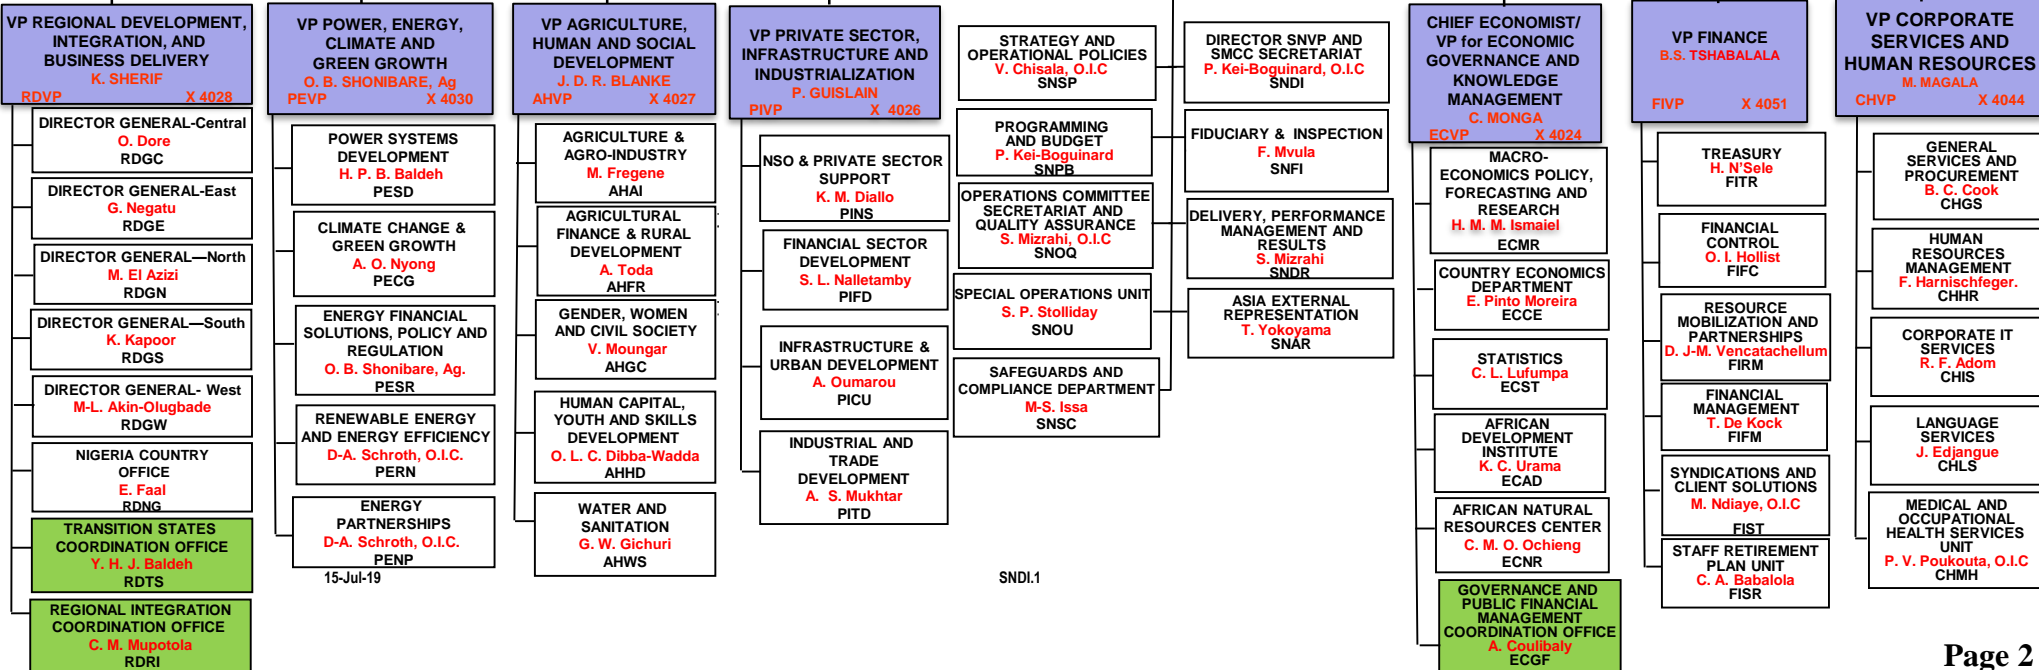 VP REGIONAL DEVELOPMENT,
INTEGRATION, AND
BUSINESS DELIVERY
K. SHERIF
RDVP X 4028
DIRECTOR GENERAL-Central
O. Dore
RDGC
DIRECTOR GENERAL-East
G. Negatu
RDGE
DIRECTOR GENERAL—North
M. El Azizi
RDGN
DIRECTOR GENERAL—South
K. Kapoor
RDGS
DIRECTOR GENERAL- West
M-L. Akin-Olugbade
RDGW
NIGERIA COUNTRY
OFFICE
E. Faal
RDNG
TRANSITION STATES
COORDINATION OFFICE
Y. H. J. Baldeh
RDTS
REGIONAL INTEGRATION
COORDINATION OFFICE
C. M. Mupotola
RDRI
VP POWER, ENERGY,
CLIMATE AND
GREEN GROWTH
O. B. SHONIBARE, Ag
PEVP X 4030
POWER SYSTEMS
DEVELOPMENT
H. P. B. Baldeh
PESD
CLIMATE CHANGE &
GREEN GROWTH
A. O. Nyong
PECG
ENERGY FINANCIAL
SOLUTIONS, POLICY AND
REGULATION
O. B. Shonibare, Ag.
PESR
RENEWABLE ENERGY
AND ENERGY EFFICIENCY
D-A. Schroth, O.I.C.
PERN
ENERGY
PARTNERSHIPS
D-A. Schroth, O.I.C.
PENP
15-Jul-19
VP AGRICULTURE,
HUMAN AND SOCIAL
DEVELOPMENT
J. D. R. BLANKE
AHVP X 4027
AGRICULTURE &
AGRO-INDUSTRY
M. Fregene
AHAI
AGRICULTURAL
FINANCE & RURAL
DEVELOPMENT
A. Toda
AHFR
GENDER, WOMEN
AND CIVIL SOCIETY
V. Moungar
AHGC
HUMAN CAPITAL,
YOUTH AND SKILLS
DEVELOPMENT
O. L. C. Dibba-Wadda
AHHD
WATER AND
SANITATION
G. W. Gichuri
AHWS
VP PRIVATE SECTOR,
INFRASTRUCTURE AND
INDUSTRIALIZATION
P. GUISLAIN
PIVP X 4026
NSO & PRIVATE SECTOR
SUPPORT
K. M. Diallo
PINS
FINANCIAL SECTOR
DEVELOPMENT
S. L. Nalletamby
PIFD
INFRASTRUCTURE &
URBAN DEVELOPMENT
A. Oumarou
PICU
INDUSTRIAL AND
TRADE
DEVELOPMENT
A. S. Mukhtar
PITD
STRATEGY AND
OPERATIONAL POLICIES
V. Chisala, O.I.C
SNSP
PROGRAMMING
AND BUDGET
P. Kei-Boguinard
SNPB
OPERATIONS COMMITTEE
SECRETARIAT AND
QUALITY ASSURANCE
S. Mizrahi, O.I.C
SNOQ
SPECIAL OPERATIONS UNIT
S. P. Stolliday
SNOU
SAFEGUARDS AND
COMPLIANCE DEPARTMENT
M-S. Issa
SNSC
SNDI.1
DIRECTOR SNVP and
SMCC SECRETARIAT
P. Kei-Boguinard, O.I.C
SNDI
FIDUCIARY & INSPECTION
F. Mvula
SNFI
DELIVERY, PERFORMANCE
MANAGEMENT AND
RESULTS
S. Mizrahi
SNDR
ASIA EXTERNAL
REPRESENTATION
T. Yokoyama
SNAR
CHIEF ECONOMIST/
VP for ECONOMIC
GOVERNANCE AND
KNOWLEDGE
MANAGEMENT
C. MONGA
ECVP X 4024
MACRO-
ECONOMICS POLICY,
FORECASTING AND
RESEARCH
H. M. M. Ismaiel
ECMR
COUNTRY ECONOMICS
DEPARTMENT
E. Pinto Moreira
ECCE
STATISTICS
C. L. Lufumpa
ECST
AFRICAN
DEVELOPMENT
INSTITUTE
K. C. Urama
ECAD
AFRICAN NATURAL
RESOURCES CENTER
C. M. O. Ochieng
ECNR
GOVERNANCE AND
PUBLIC FINANCIAL
MANAGEMENT
COORDINATION OFFICE
A. Coulibaly
ECGF
VP FINANCE
B.S. TSHABALALA
FIVP X 4051
TREASURY
H. N'Sele
FITR
FINANCIAL
CONTROL
O. I. Hollist
FIFC
RESOURCE
MOBILIZATION AND
PARTNERSHIPS
D. J-M. Vencatachellum
FIRM
FINANCIAL
MANAGEMENT
T. De Kock
FIFM
SYNDICATIONS AND
CLIENT SOLUTIONS
M. Ndiaye, O.I.C
FIST
STAFF RETIREMENT
PLAN UNIT
C. A. Babalola
FISR
VP CORPORATE
SERVICES AND
HUMAN RESOURCES
M. MAGALA
CHVP X 4044
GENERAL
SERVICES AND
PROCUREMENT
B. C. Cook
CHGS
HUMAN
RESOURCES
MANAGEMENT
F. Harnischfeger.
CHHR
CORPORATE IT
SERVICES
R. F. Adom
CHIS
LANGUAGE
SERVICES
J. Edjangue
CHLS
MEDICAL AND
OCCUPATIONAL
HEALTH SERVICES
UNIT
P. V. Poukouta, O.I.C
CHMH
Page 2